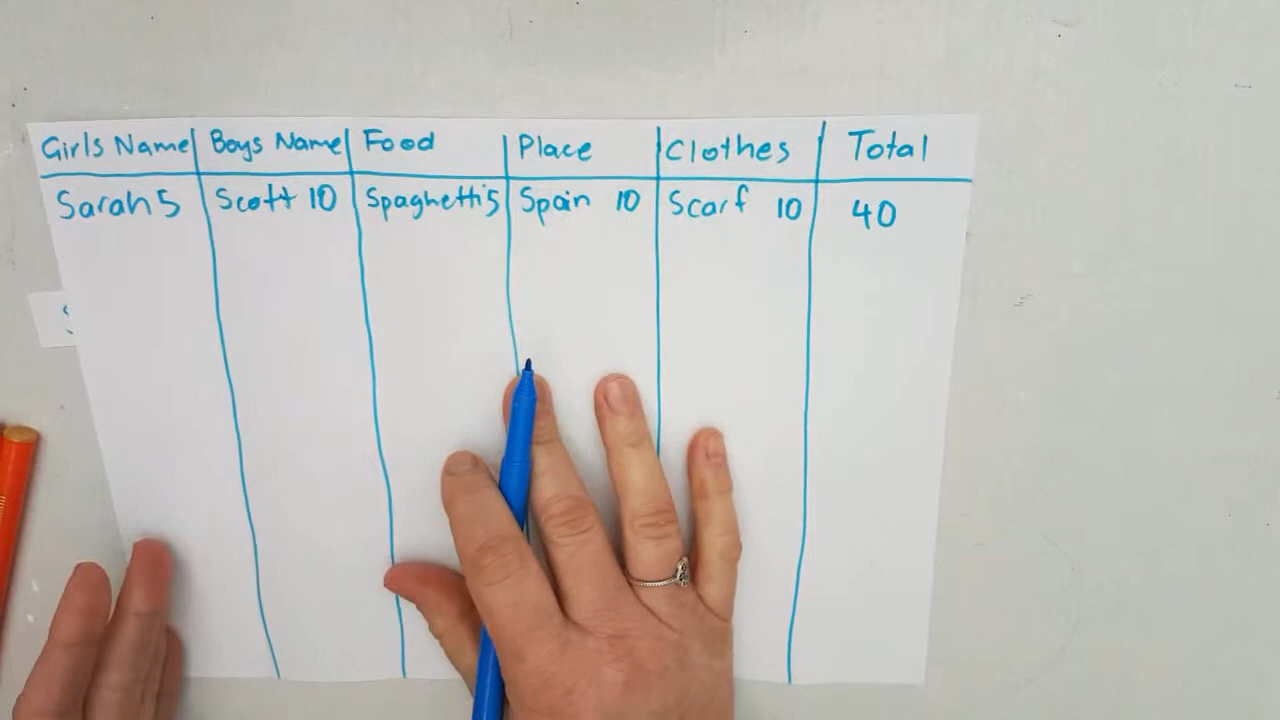 Girls Name Boys Name Food Place Clothes Total
Sarah 5 Scott 10 Spaghetti 5 Spain 10 Scarf 10 40